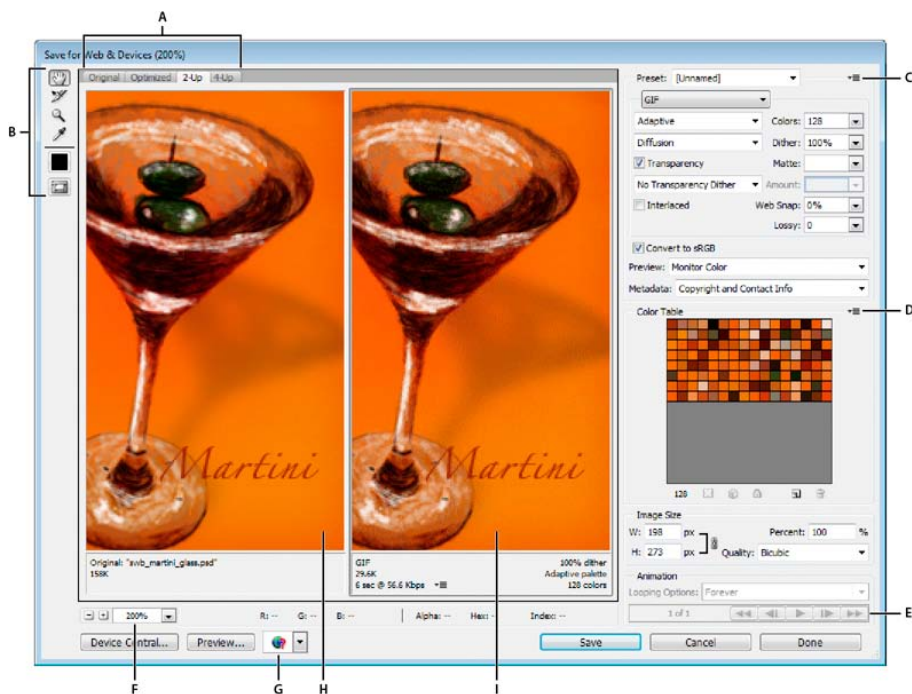 A
Save for Web & Devices (200%)
B
Original Optimized 2-Up 4-Up
Preset: [Unnamed]
C
GIF
Adaptive Colors: 128
Diffusion Dither: 100%
Transparency Matte:
No Transparency Dither Amount:
Interlaced Web Snap: 0%
Lossy: 0
Convert to sRGB
Preview: Monitor Color
Metadata: Copyright and Contact Info
Color Table
D
128
Martini
Martini
Image Size
W: 198 px Percent: 100 %
H: 273 px Quality: Bicubic
Original: "swb_martini_glass.psd"
158K
GIF 100% dither
29.6K Adaptive palette
6 sec @ 56.6 Kbps 128 colors
Animation
Looping Options: Forever
1 of 1
E
200% R: -- G: -- B: -- Alpha: -- Hex: -- Index: --
Device Central... Preview... Save Cancel Done
F G H I